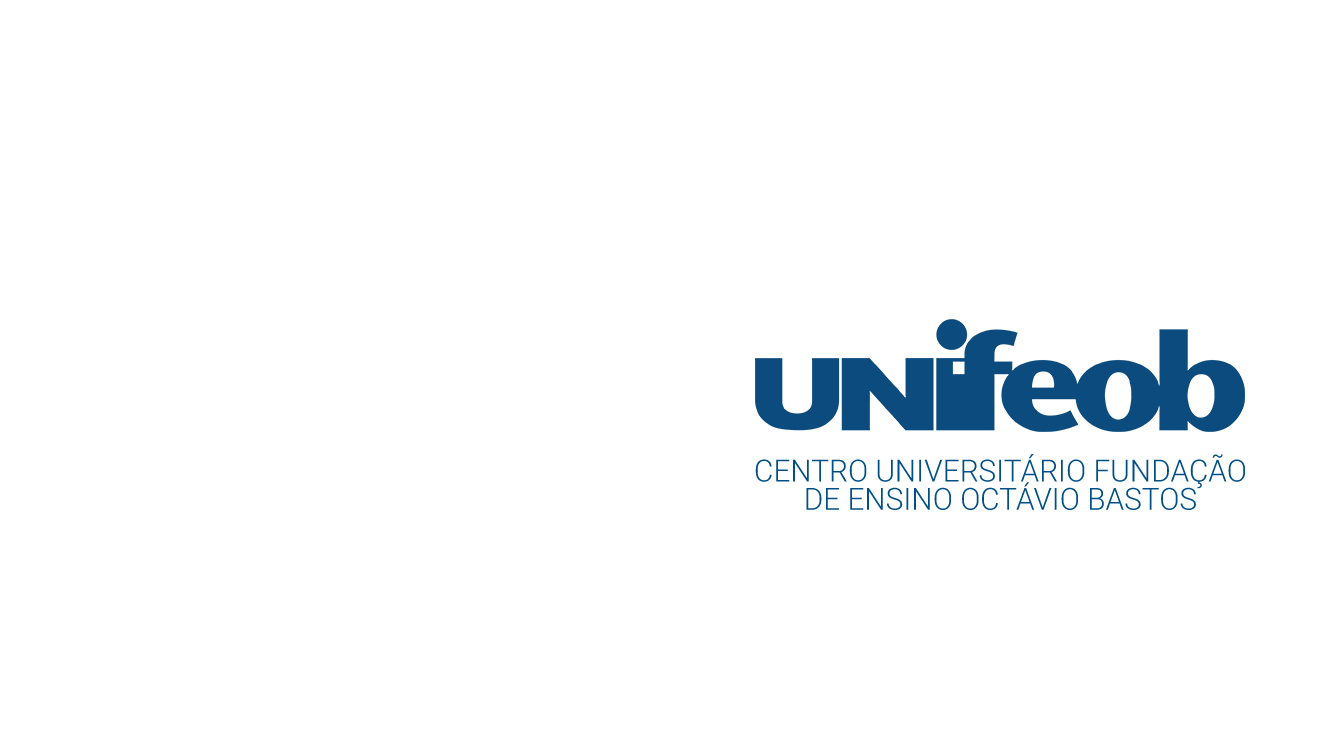 UNifeob
CENTRO UNIVERSITÁRIO FUNDAÇÃO
DE ENSINO OCTÁVIO BASTOS